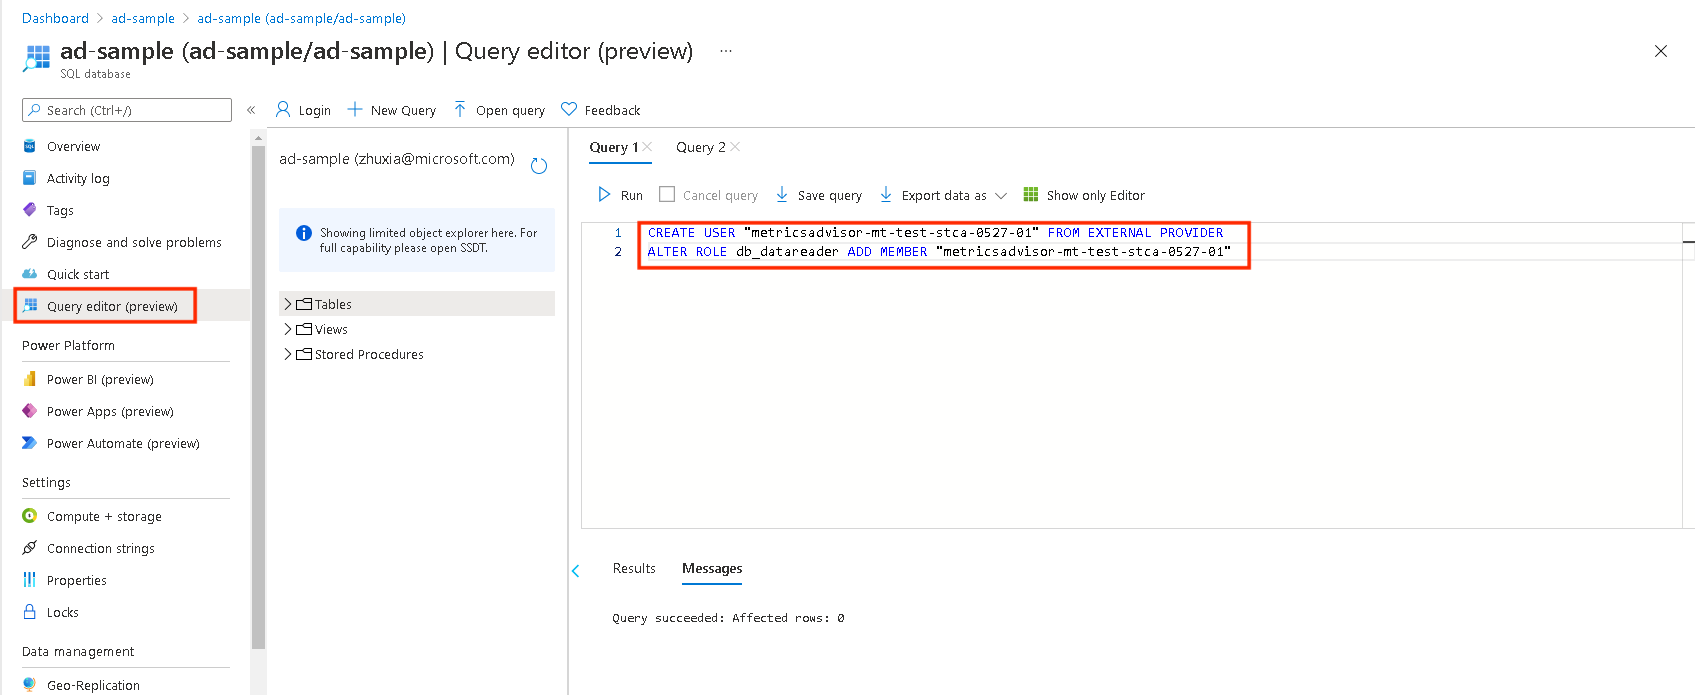 Dashboard > ad-sample > ad-sample (ad-sample/ad-sample)
ad-sample (ad-sample/ad-sample) | Query editor (preview) ...
SQL database
Search (Ctrl+/)
«
Login
New Query
Open query
Feedback
Overview
Activity log
Tags
Diagnose and solve problems
Quick start
Query editor (preview)
Power Platform
Power BI (preview)
Power Apps (preview)
Power Automate (preview)
Settings
Compute + storage
Connection strings
Properties
Locks
Data management
Geo-Replication
ad-sample (zhuxia@microsoft.com)
Showing limited object explorer here. For
full capability please open SSDT.
Tables
Views
Stored Procedures
Query 1
Query 2
Run
Cancel query
Save query
Export data as
Show only Editor
1 CREATE USER "metricsadvisor-mt-test-stca-0527-01" FROM EXTERNAL PROVIDER
2 ALTER ROLE db_datareader ADD MEMBER "metricsadvisor-mt-test-stca-0527-01"
Results
Messages
Query succeeded: Affected rows: 0